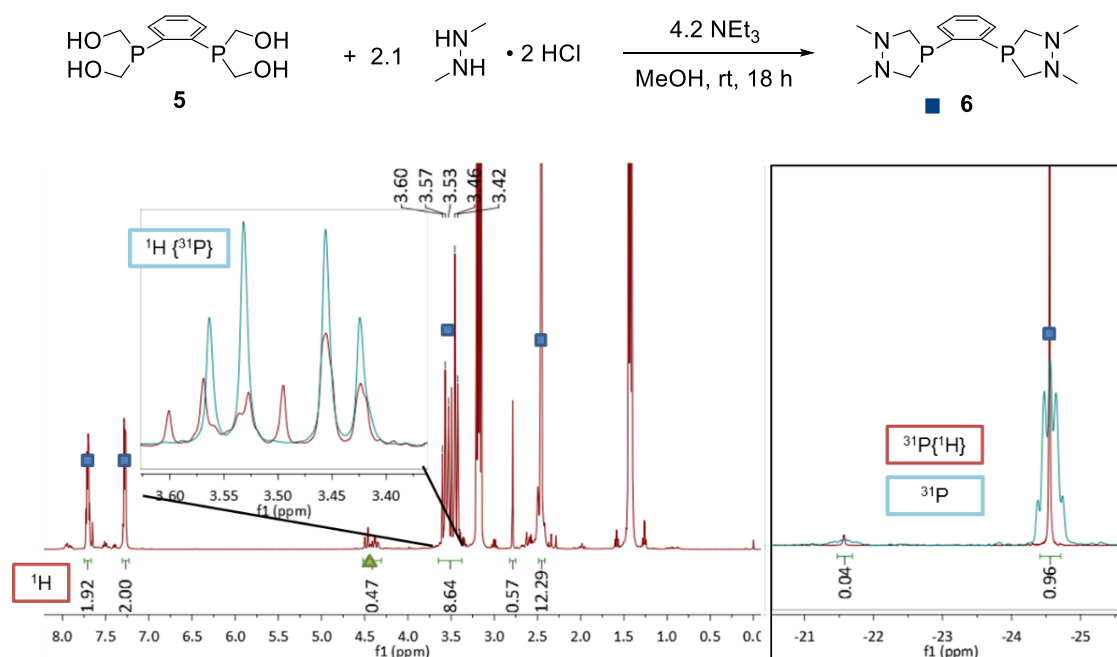 HO
HO
P
P
OH
OH
5
+ 2.1
HN
NH
• 2 HCl
4.2 NEt₃
MeOH, rt, 18 h
N
N
P
P
N
N
6
3.60
3.57
3.53
3.46
3.42
¹H {³¹P}
3.60 3.55 3.50 3.45 3.40
f1 (ppm)
³¹P{¹H}
³¹P
¹H
1.92
2.00
0.47
8.64
0.57
12.29
8.0 7.5 7.0 6.5 6.0 5.5 5.0 4.5 4.0 3.5 3.0 2.5 2.0 1.5 1.0 0.5 0.0
f1 (ppm)
0.04
0.96
-21 -22 -23 -24 -25
f1 (ppm)